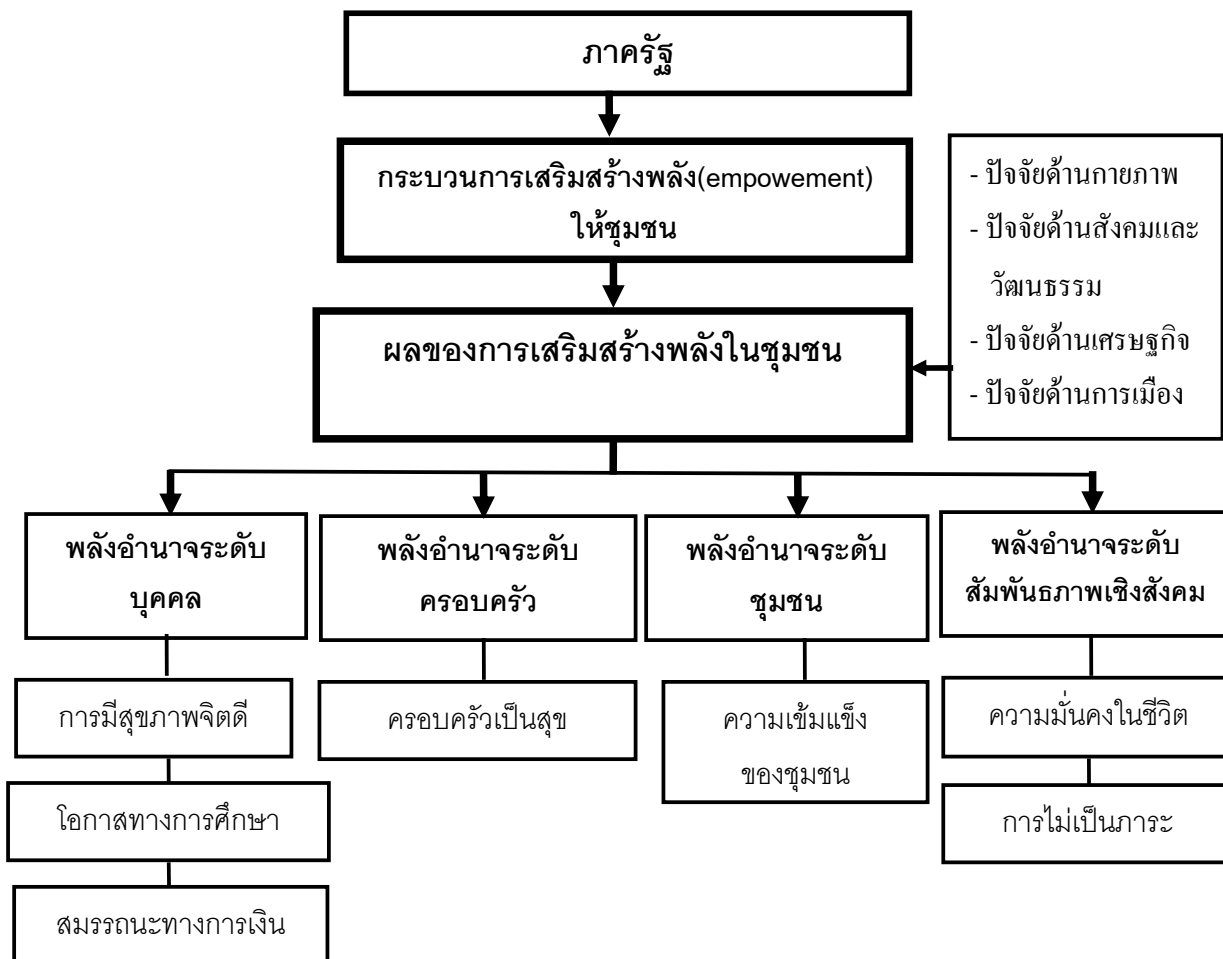 ภาครัฐ
กระบวนการเสริมสร้างพลัง(empowement)
ให้ชุมชน
- ปัจจัยด้านกายภาพ
- ปัจจัยด้านสังคมและ
วัฒนธรรม
- ปัจจัยด้านเศรษฐกิจ
- ปัจจัยด้านการเมือง
ผลของการเสริมสร้างพลังในชุมชน
พลังอำนาจระดับ
บุคคล
พลังอำนาจระดับ
ครอบครัว
พลังอำนาจระดับ
ชุมชน
พลังอำนาจระดับ
สัมพันธภาพเชิงสังคม
การมีสุขภาพจิตดี
ครอบครัวเป็นสุข
ความเข้มแข็ง
ของชุมชน
ความมั่นคงในชีวิต
โอกาสทางการศึกษา
การไม่เป็นภาระ
สมรรถนะทางการเงิน